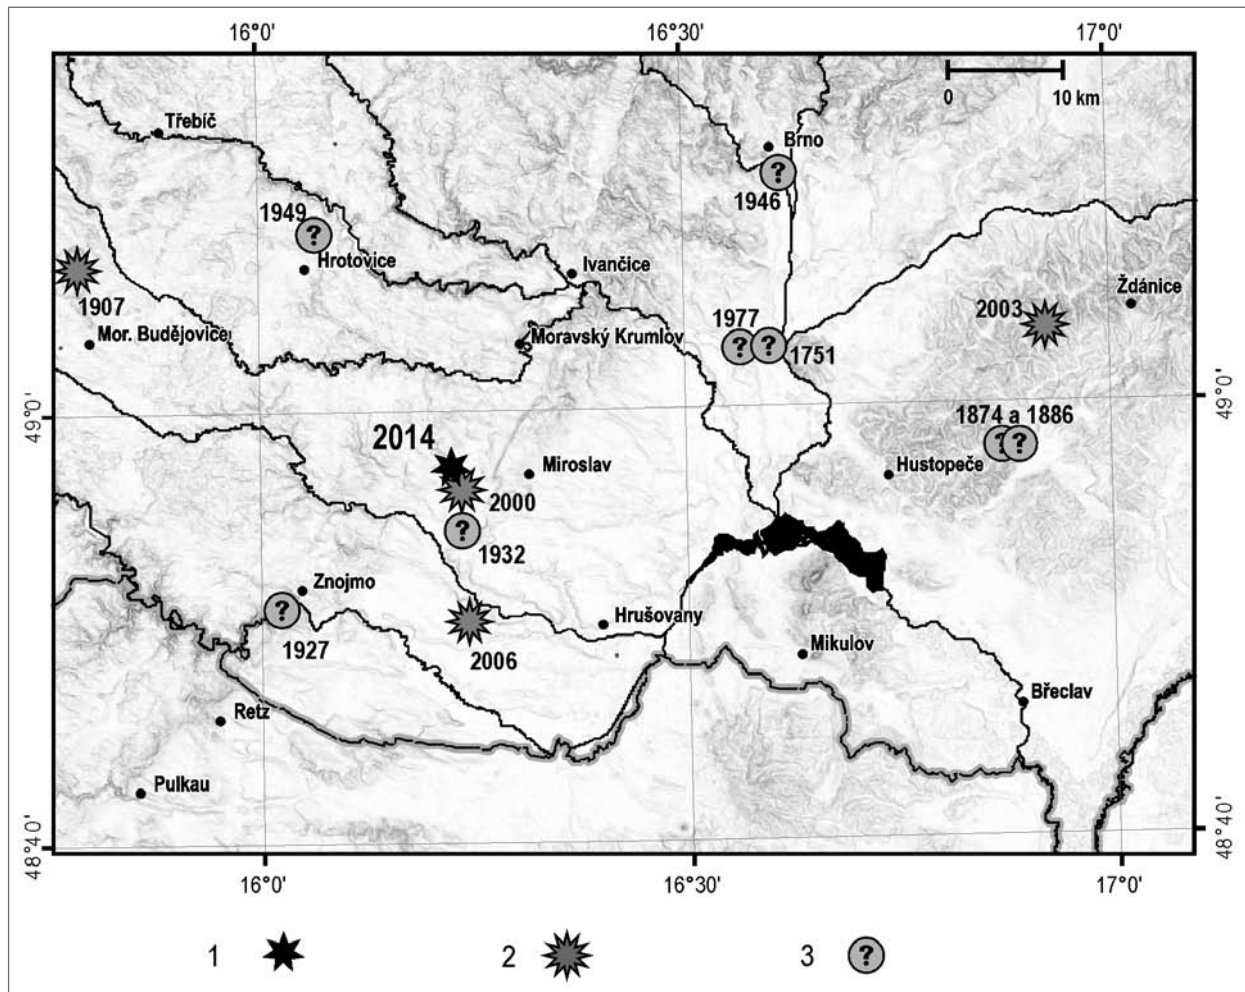 16°0'
16°30'
17°0'
0
10 km
Třebíč
Brno
?
1946
1949
?
Hrotovice
Ivančice
1907
Mor. Budějovice
Ždánice
2003
1977
?
?
1751
Moravský Krumlov
49°0'
49°0'
1874 a 1886
?
?
Hustopeče
2014
Miroslav
2000
?
1932
Znojmo
?
1927
Hrušovany
2006
Mikulov
Břeclav
Retz
Pulkau
48°40'
48°40'
16°0'
16°30'
17°0'
1
2
3
?